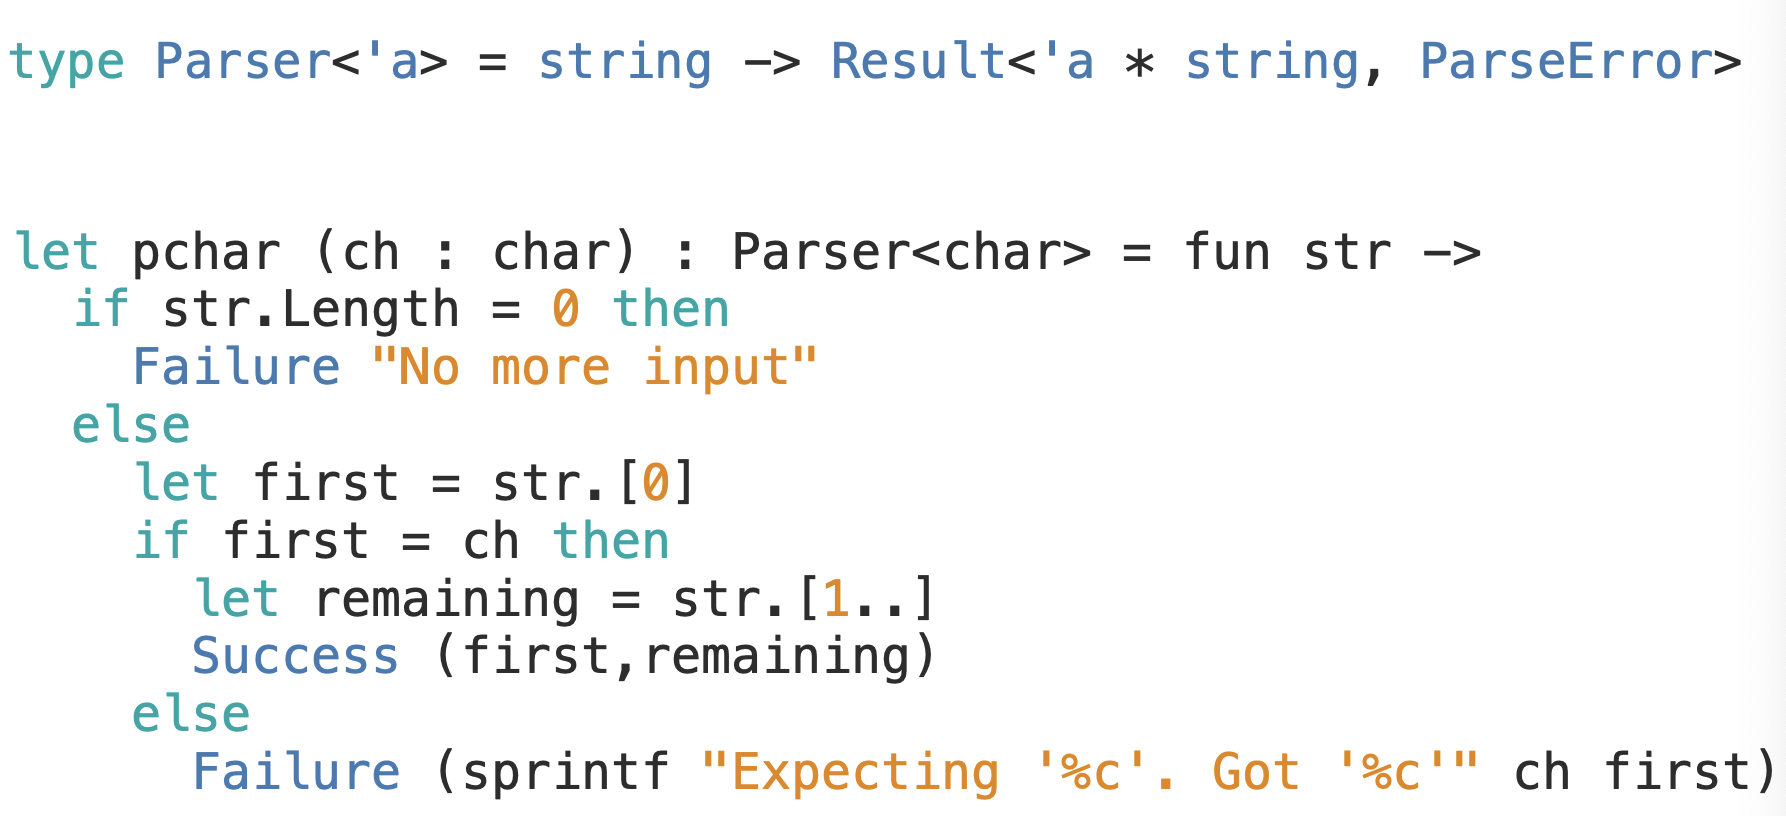 type Parser<'a> = string -> Result<'a * string, ParseError>
let pchar (ch : char) : Parser<char> = fun str ->
  if str.Length = 0 then
    Failure "No more input"
  else
    let first = str.[0]
    if first = ch then
      let remaining = str.[1..]
      Success (first,remaining)
    else
      Failure (sprintf "Expecting '%c'. Got '%c'" ch first)